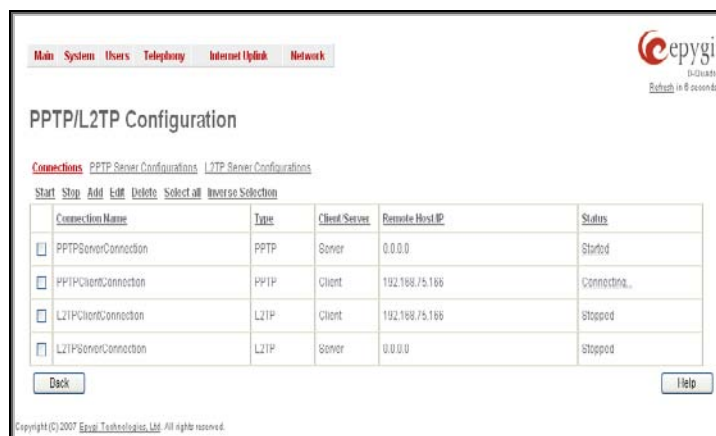 Main System Users Telephony Internet Uplink Network
epygi
Refresh in 6 seconds
PPTP/L2TP Configuration
Connections PPTP Server Configurations L2TP Server Configurations
Start Stop Add Edit Delete Select all Inverse Selection
Connection Name Type Client/Server Remote Host/IP Status
PPTPServerConnection PPTP Server 0.0.0.0 Started
PPTPClientConnection PPTP Client 192.168.75.166 Connecting...
L2TPClientConnection L2TP Client 192.168.75.166 Stopped
L2TPServerConnection L2TP Server 0.0.0.0 Stopped
Back Help
Copyright (C) 2007 Epygi Technologies, Ltd. All rights reserved.